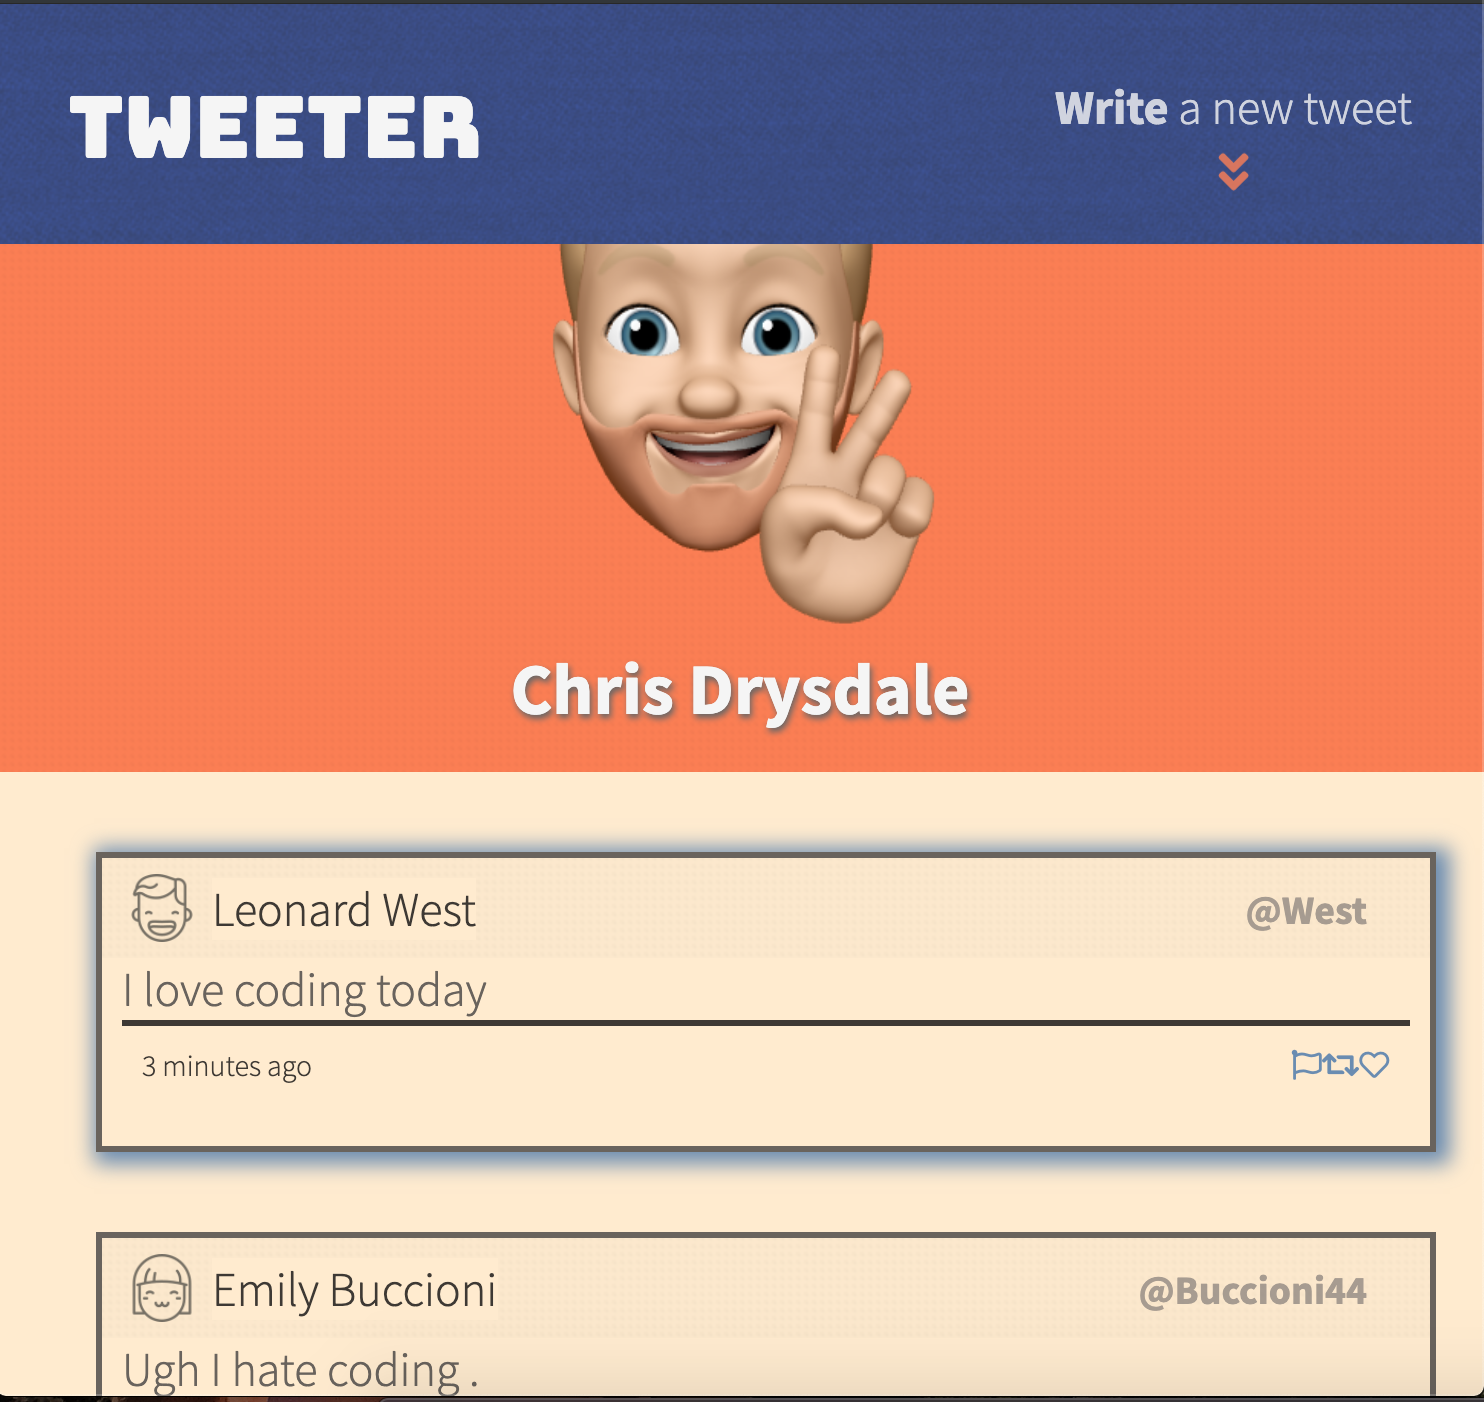 TWEETER
Write a new tweet
Chris Drysdale
Leonard West
@West
I love coding today
3 minutes ago
Emily Buccioni
@Buccioni44
Ugh I hate coding .